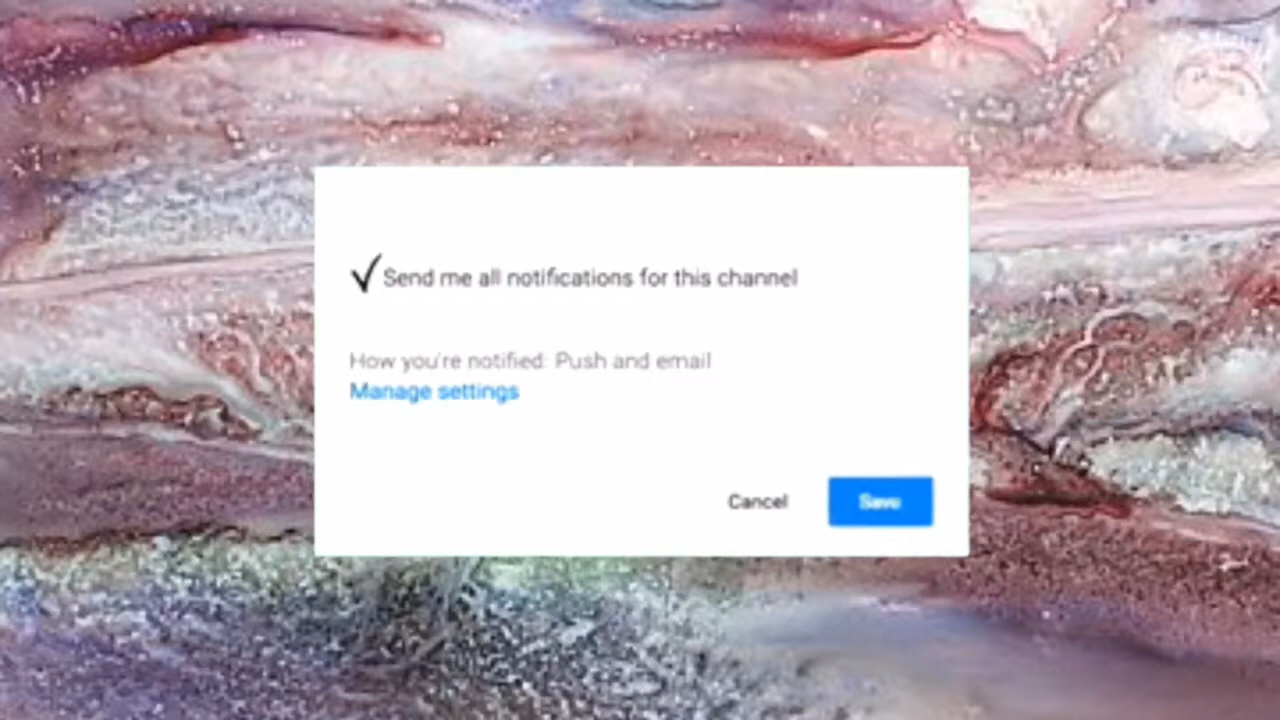 ✓Send me all notifications for this channel
How you're notified: Push and email
Manage settings
Cancel
Save